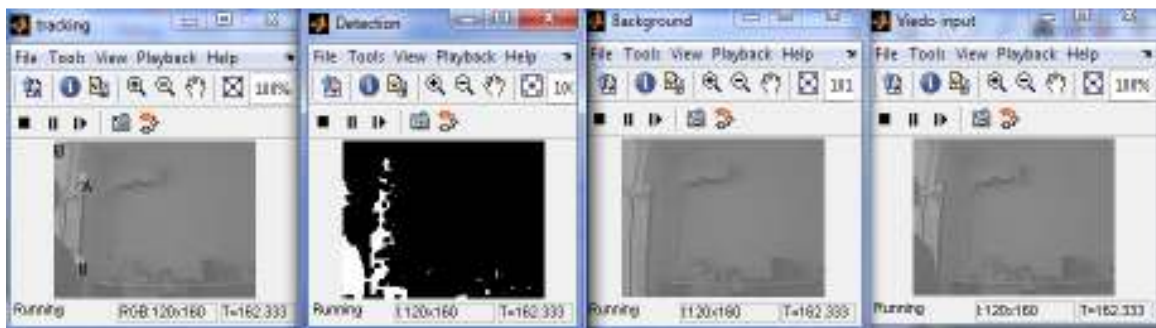 tracking
File Tools View Playback Help
100%
B
A
Running RGB:120x160 T=162.333
Detection
File Tools View Playback Help
100
Running I:120x160 T=162.333
Background
File Tools View Playback Help
101
Running I:120x160 T=162.333
Viedo input
File Tools View Playback Help
100%
Running I:120x160 T=162.333